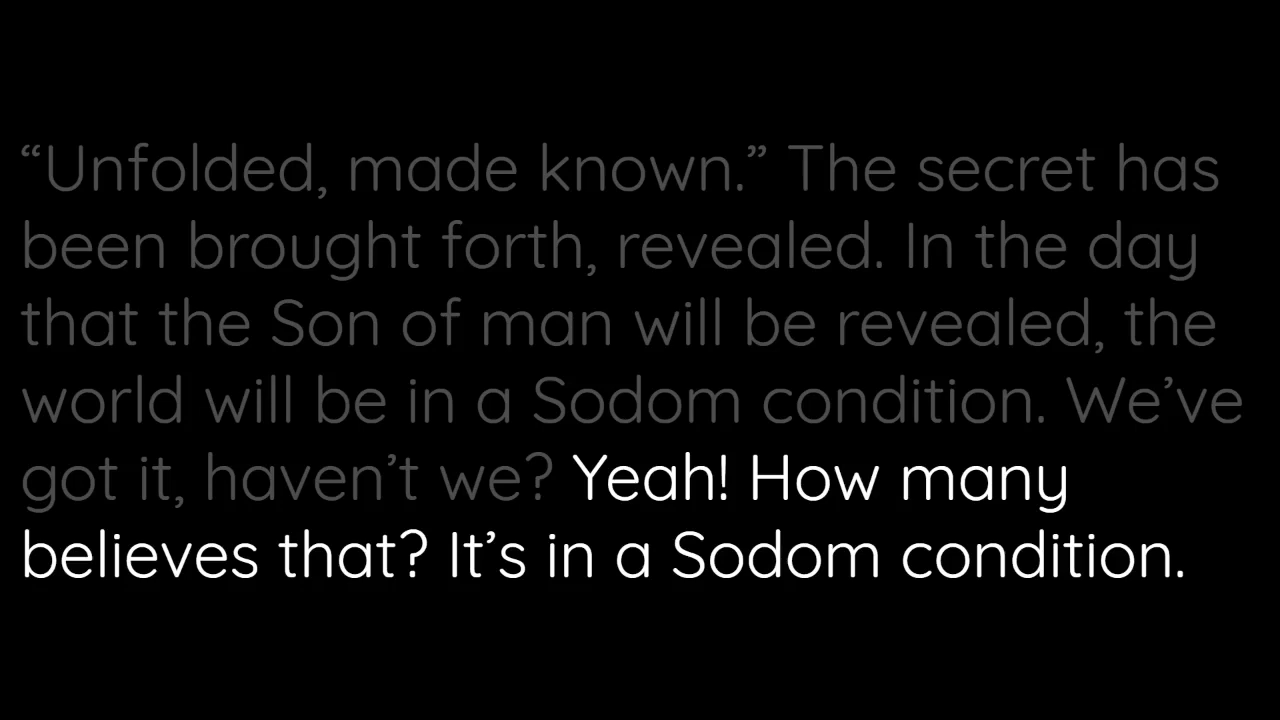 “Unfolded, made known.” The secret has
been brought forth, revealed. In the day
that the Son of man will be revealed, the
world will be in a Sodom condition. We’ve
got it, haven’t we? Yeah! How many
believes that? It’s in a Sodom condition.